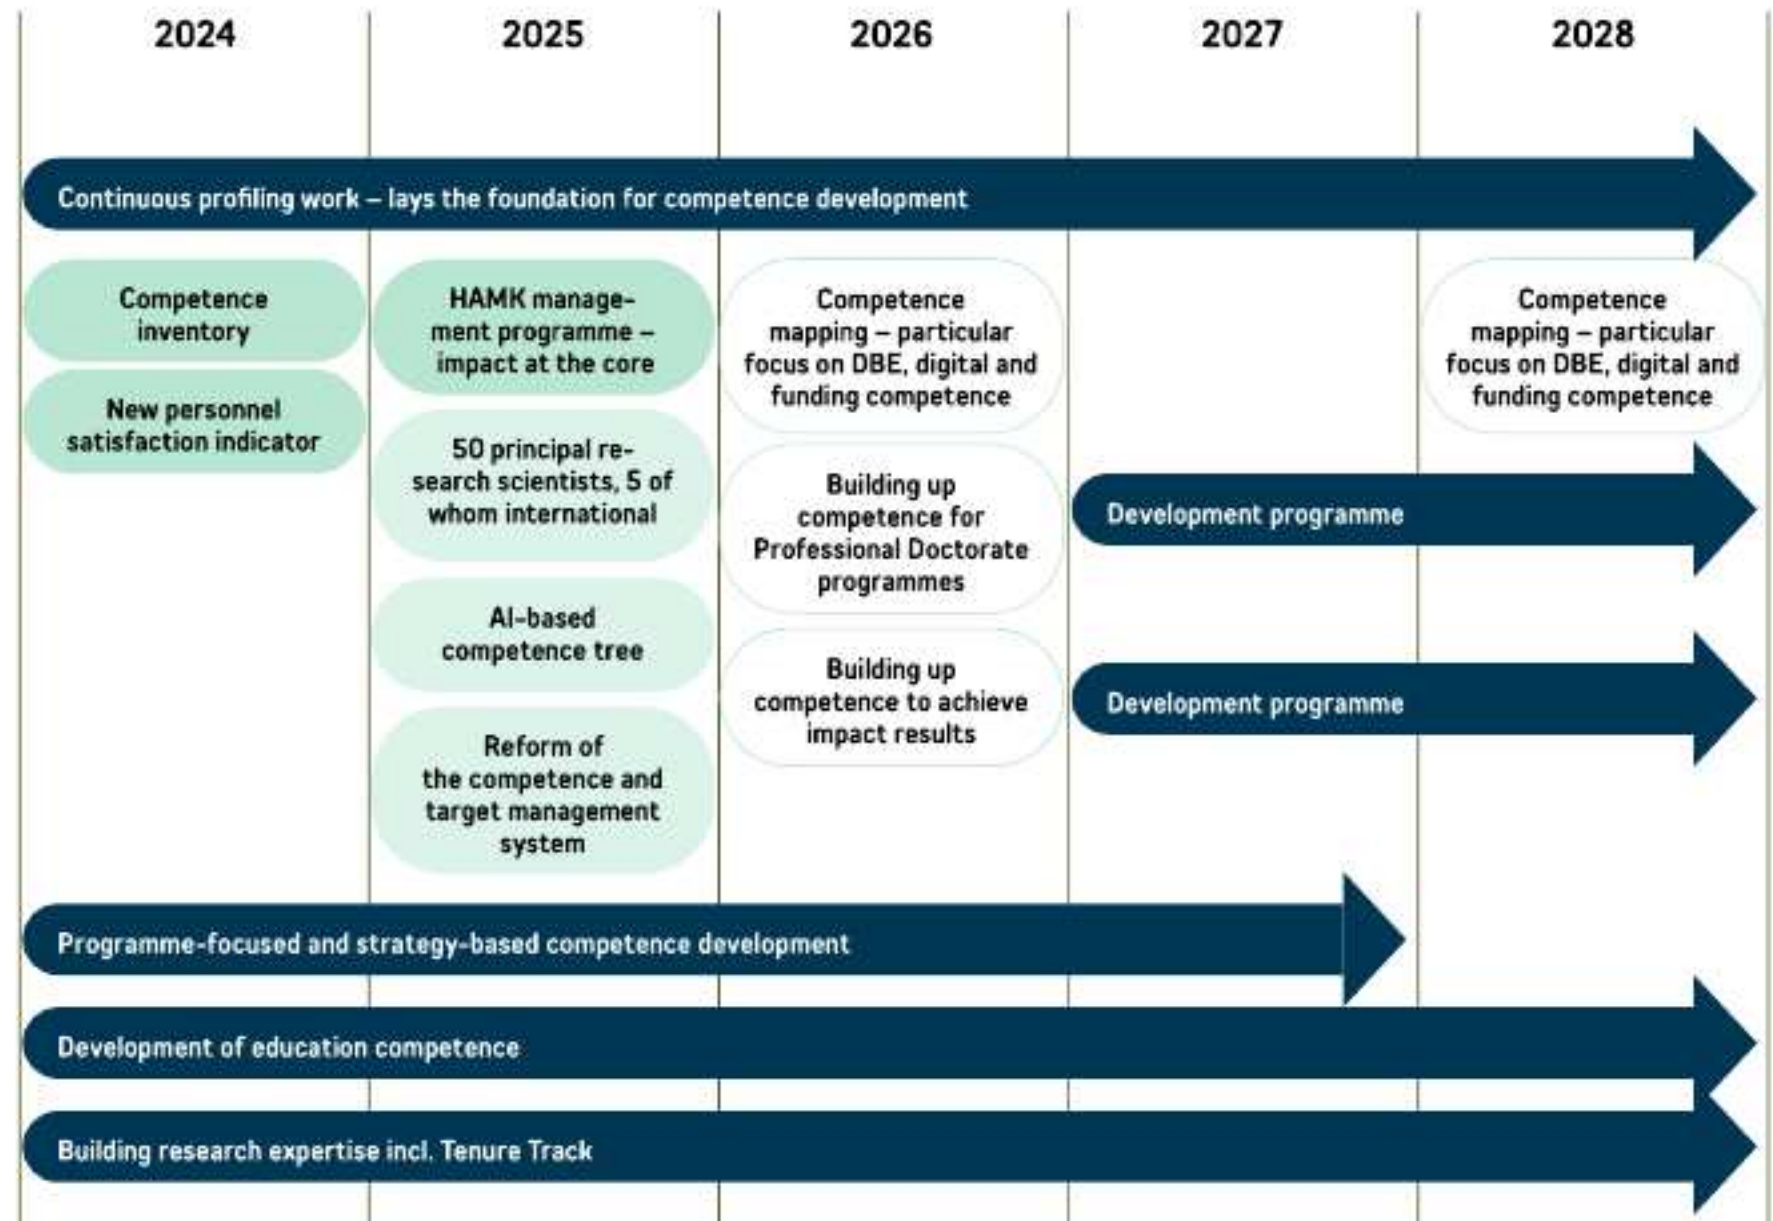 2024
2025
2026
2027
2028
Continuous profiling work – lays the foundation for competence development
Competence
inventory
New personnel
satisfaction indicator
HAMK manage-
ment programme –
impact at the core
50 principal re-
search scientists, 5 of
whom international
AI-based
competence tree
Reform of
the competence and
target management
system
Competence
mapping – particular
focus on DBE, digital and
funding competence
Building up
competence for
Professional Doctorate
programmes
Building up
competence to achieve
impact results
Competence
mapping – particular
focus on DBE, digital and
funding competence
Development programme
Development programme
Programme-focused and strategy-based competence development
Development of education competence
Building research expertise incl. Tenure Track